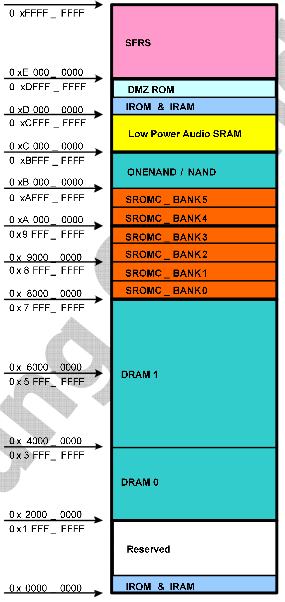 0 xFFFF _ FFFF
SFRS
0 xE 000 _ 0000
0 xDFFF _ FFFF
DMZ ROM
IROM & IRAM
0 xD 000 _ 0000
0 xCFFF _ FFFF
Low Power Audio SRAM
0 xC 000 _ 0000
0 xBFFF _ FFFF
ONENAND / NAND
0 xB 000 _ 0000
0 xAFFF _ FFFF
SROMC _ BANK5
SROMC _ BANK4
0 xA 000 _ 0000
0 x 9 FFF _ FFFF
SROMC _ BANK3
SROMC _ BANK2
0 x 9000 _ 0000
0 x 8 FFF _ FFFF
SROMC _ BANK1
SROMC _ BANK0
0 x 8000 _ 0000
0 x 7 FFF _ FFFF
0 x 6000 _ 0000
0 x 5 FFF _ FFFF
DRAM 1
0 x 4000 _ 0000
0 x 3 FFF _ FFFF
DRAM 0
0 x 2000 _ 0000
0 x 1 FFF _ FFFF
Reserved
IROM & IRAM
0 x 0000 _ 0000